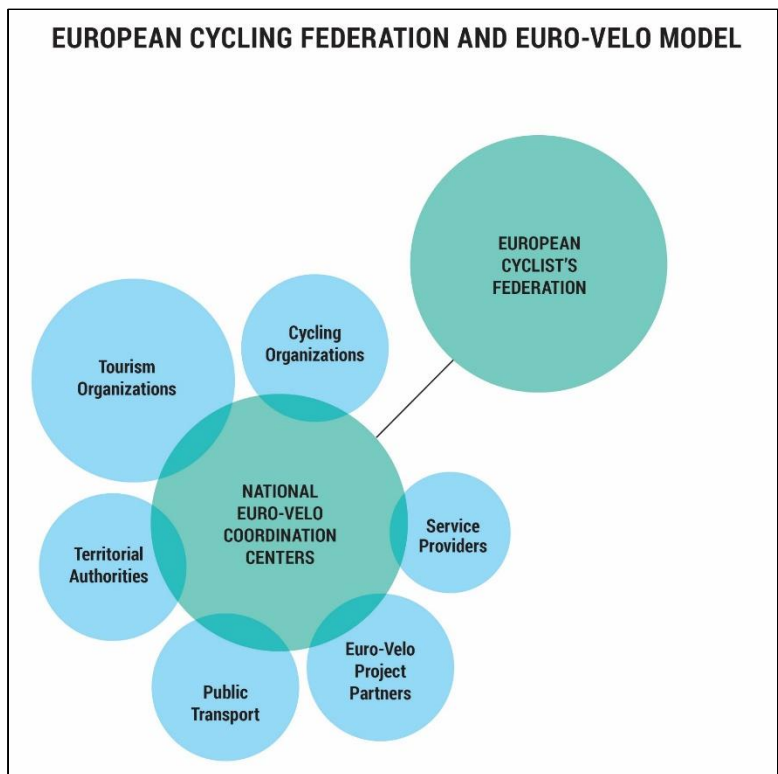 EUROPEAN CYCLING FEDERATION AND EURO-VELO MODEL
EUROPEAN
CYCLIST'S
FEDERATION
Cycling
Organizations
Tourism
Organizations
NATIONAL
EURO-VELO
COORDINATION
CENTERS
Service
Providers
Territorial
Authorities
Euro-Velo
Project
Partners
Public
Transport